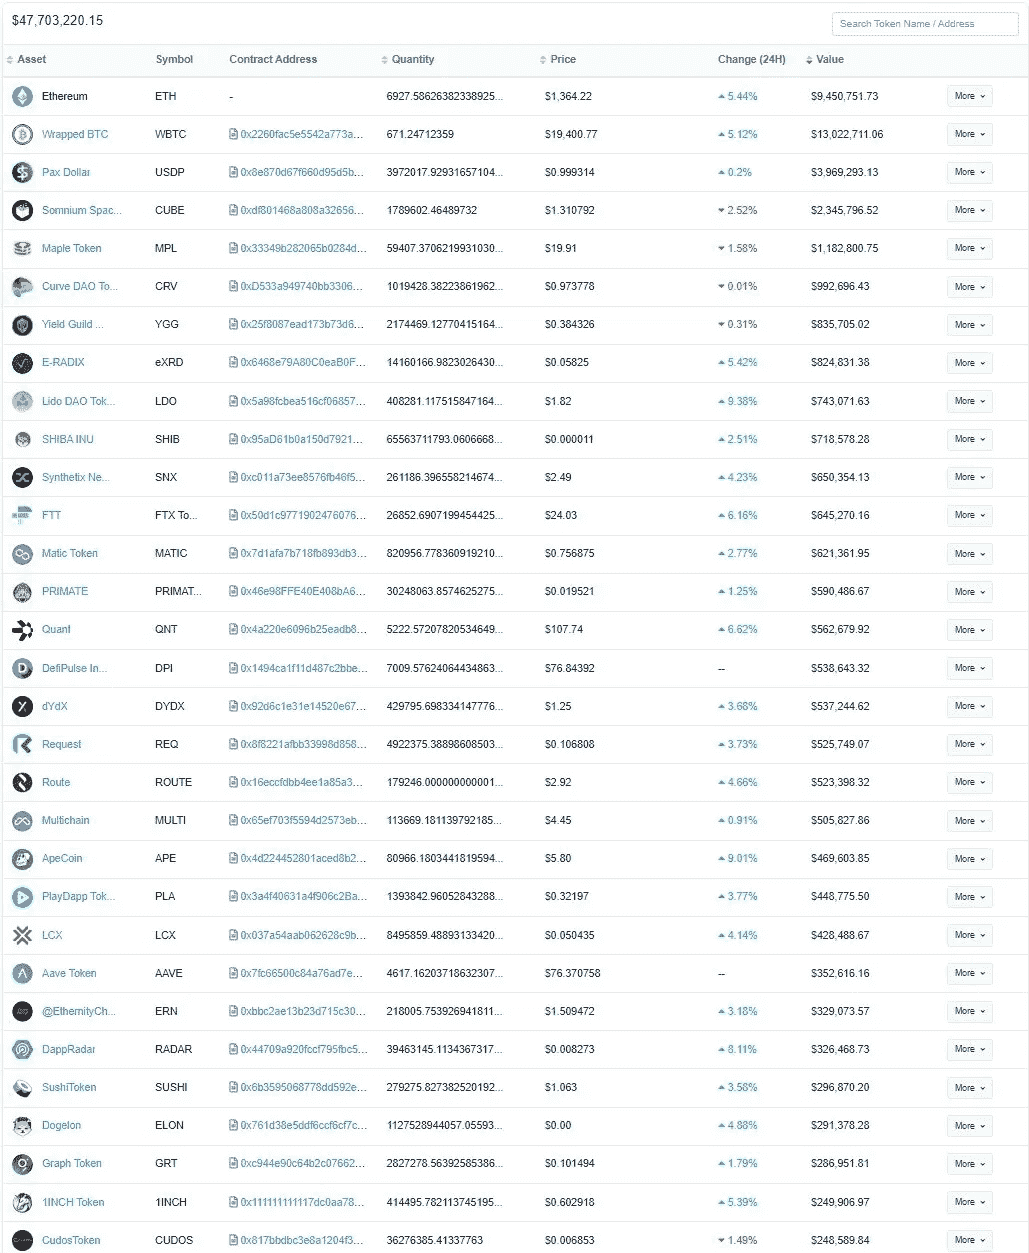 $47,703,220.15
Search Token Name / Address
Asset Symbol Contract Address Quantity Price Change (24H) Value
Ethereum ETH - 6927.58626382338925... $1,364.22 5.44% $9,450,751.73 More
Wrapped BTC WBTC 0x2260fac5e5542a773a... 671.24712359 $19,400.77 5.12% $13,022,711.06 More
Pax Dollar USDP 0x8e870d67f660d95d5b... 3972017.92931657104... $0.999314 0.2% $3,969,293.13 More
Somnium Spac... CUBE 0xdf801468a808a32656... 1789602.46489732 $1.310792 2.52% $2,345,796.52 More
Maple Token MPL 0x33349b282065b0284d... 59407.3706219931030... $19.91 1.58% $1,182,800.75 More
Curve DAO To... CRV 0xD533a949740bb3306... 1019428.38223861962... $0.973778 0.01% $992,696.43 More
Yield Guild ... YGG 0x25f8087ead173b73d6... 2174469.12770415164... $0.384326 0.31% $835,705.02 More
E-RADIX eXRD 0x6468e79A80C0eaB0F... 14160166.9823026430... $0.05825 5.42% $824,831.38 More
Lido DAO Tok... LDO 0x5a98fcbea516cf06857... 408281.117515847164... $1.82 9.38% $743,071.63 More
SHIBA INU SHIB 0x95aD61b0a150d7921... 65563711793.0606668... $0.000011 2.51% $718,578.28 More
Synthetix Ne... SNX 0xc011a73ee8576fb46f5... 261186.396558214674... $2.49 4.23% $650,354.13 More
FTT FTX To... 0x50d1c9771902476076... 26852.6907199454425... $24.03 6.16% $645,270.16 More
Matic Token MATIC 0x7d1afa7b718fb893db3... 820956.778360919210... $0.756875 2.77% $621,361.95 More
PRIMATE PRIMAT... 0x46e98FFE40E408bA6... 30248063.8574625275... $0.019521 1.25% $590,486.67 More
Quant QNT 0x4a220e6096b25eadb8... 5222.57207820534649... $107.74 6.62% $562,679.92 More
DefiPulse In... DPI 0x1494ca1f11d487c2bbe... 7009.57624064434863... $76.84392 -- $538,643.32 More
dYdX DYDX 0x92d6c1e31e14520e67... 429795.698334147776... $1.25 3.68% $537,244.62 More
Request REQ 0x8f8221afbb33998d858... 4922375.38898608503... $0.106808 3.73% $525,749.07 More
Route ROUTE 0x16eccfdbb4ee1a85a3... 179246.000000000001... $2.92 4.66% $523,398.32 More
Multichain MULTI 0x65ef703f5594d2573eb... 113669.181139792185... $4.45 0.91% $505,827.86 More
ApeCoin APE 0x4d224452801aced8b2... 80966.1803441819594... $5.80 9.01% $469,603.85 More
PlayDapp Tok... PLA 0x3a4f40631a4f906c2Ba... 1393842.96052843288... $0.32197 3.77% $448,775.50 More
LCX LCX 0x037a54aab062628c9b... 8495859.48893133420... $0.050435 4.14% $428,488.67 More
Aave Token AAVE 0x7fc66500c84a76ad7e... 4617.16203718632307... $76.370758 -- $352,616.16 More
@EthernityCh... ERN 0xbbc2ae13b23d715c30... 218005.753926941811... $1.509472 3.18% $329,073.57 More
DappRadar RADAR 0x44709a920fccf795fbc5... 39463145.1134367317... $0.008273 8.11% $326,468.73 More
SushiToken SUSHI 0x6b3595068778dd592e... 279275.827382520192... $1.063 3.58% $296,870.20 More
Dogelon ELON 0x761d38e5ddf6ccf6cf7c... 1127528944057.05593... $0.00 4.88% $291,378.28 More
Graph Token GRT 0xc944e90c64b2c07662... 2827278.56392585386... $0.101494 1.79% $286,951.81 More
1INCH Token 1INCH 0x111111111117dc0aa78... 414495.782113745195... $0.602918 5.39% $249,906.97 More
CudosToken CUDOS 0x817bbdbc3e8a1204f3... 36276385.41337763 $0.006853 1.49% $248,589.84 More